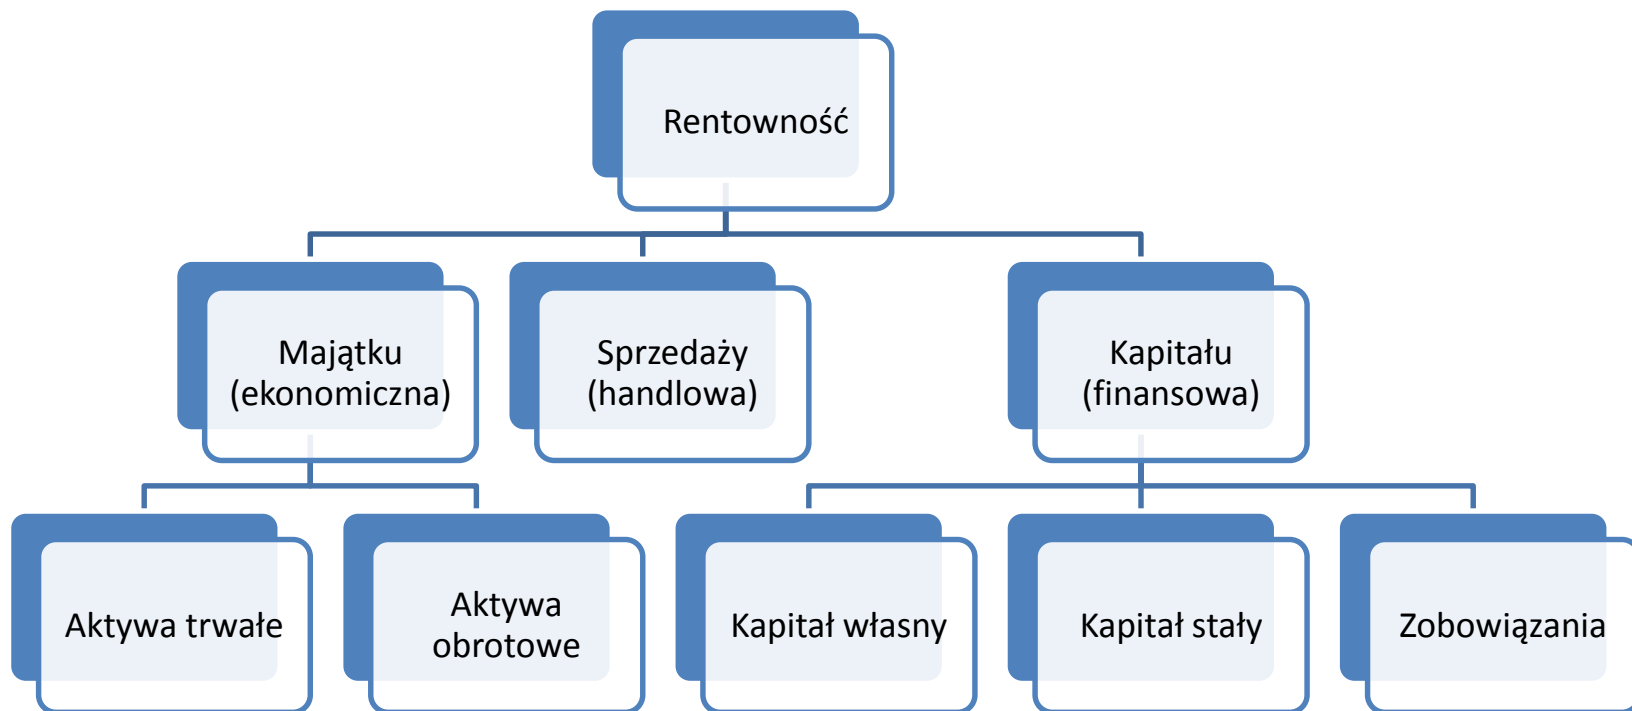 Rentowność
Majątku
(ekonomiczna)
Sprzedaży
(handlowa)
Kapitału
(finansowa)
Aktywa trwałe
Aktywa
obrotowe
Kapitał własny
Kapitał stały
Zobowiązania